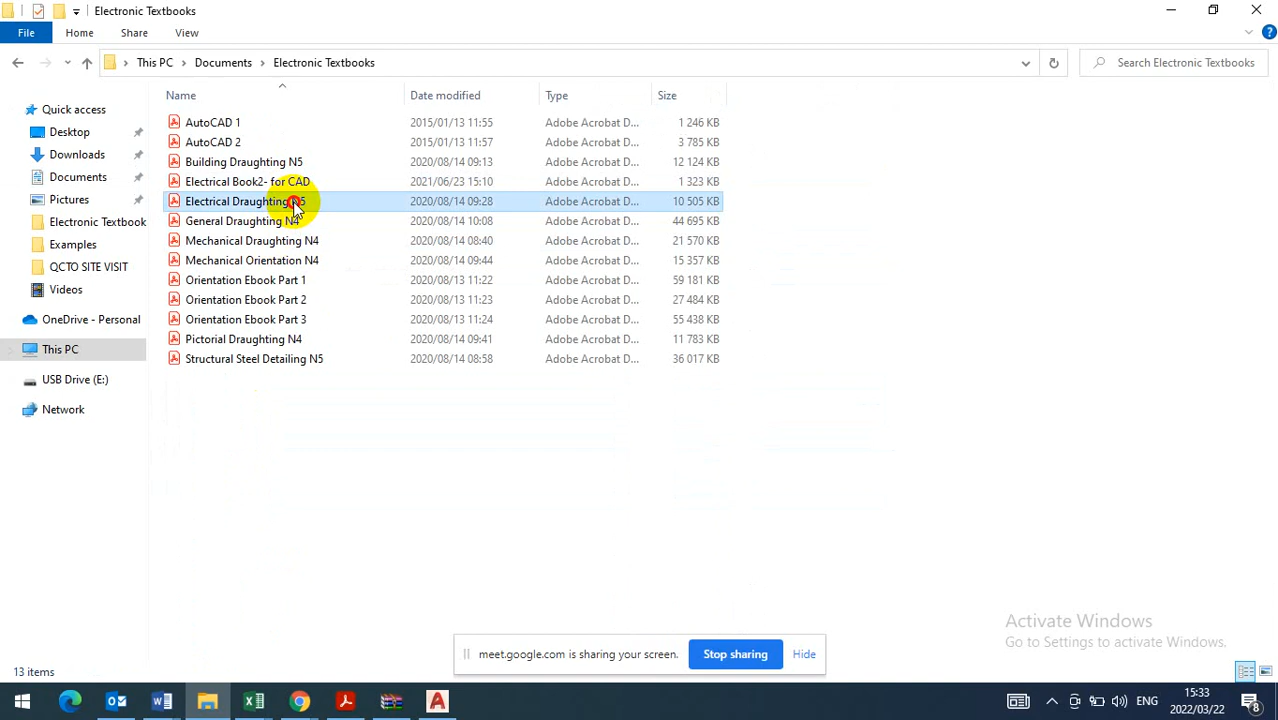 Electronic Textbooks
File Home Share View
This PC Documents Electronic Textbooks Search Electronic Textbooks
Name Date modified Type Size
Quick access
Desktop
Downloads
Documents
Pictures
Electronic Textbook
Examples
QCTO SITE VISIT
Videos
OneDrive - Personal
This PC
USB Drive (E:)
Network
AutoCAD 1 2015/01/13 11:55 Adobe Acrobat D... 1 246 KB
AutoCAD 2 2015/01/13 11:57 Adobe Acrobat D... 3 785 KB
Building Draughting N5 2020/08/14 09:13 Adobe Acrobat D... 12 124 KB
Electrical Book2- for CAD 2021/06/23 15:10 Adobe Acrobat D... 1 323 KB
Electrical Draughting N5 2020/08/14 09:28 Adobe Acrobat D... 10 505 KB
General Draughting N4 2020/08/14 10:08 Adobe Acrobat D... 44 695 KB
Mechanical Draughting N4 2020/08/14 08:40 Adobe Acrobat D... 21 570 KB
Mechanical Orientation N4 2020/08/14 09:44 Adobe Acrobat D... 15 357 KB
Orientation Ebook Part 1 2020/08/13 11:22 Adobe Acrobat D... 59 181 KB
Orientation Ebook Part 2 2020/08/13 11:23 Adobe Acrobat D... 27 484 KB
Orientation Ebook Part 3 2020/08/13 11:24 Adobe Acrobat D... 55 438 KB
Pictorial Draughting N4 2020/08/14 09:41 Adobe Acrobat D... 11 783 KB
Structural Steel Detailing N5 2020/08/14 08:58 Adobe Acrobat D... 36 017 KB
Activate Windows
Go to Settings to activate Windows.
meet.google.com is sharing your screen. Stop sharing Hide
13 items
ENG 15:33
2022/03/22 8